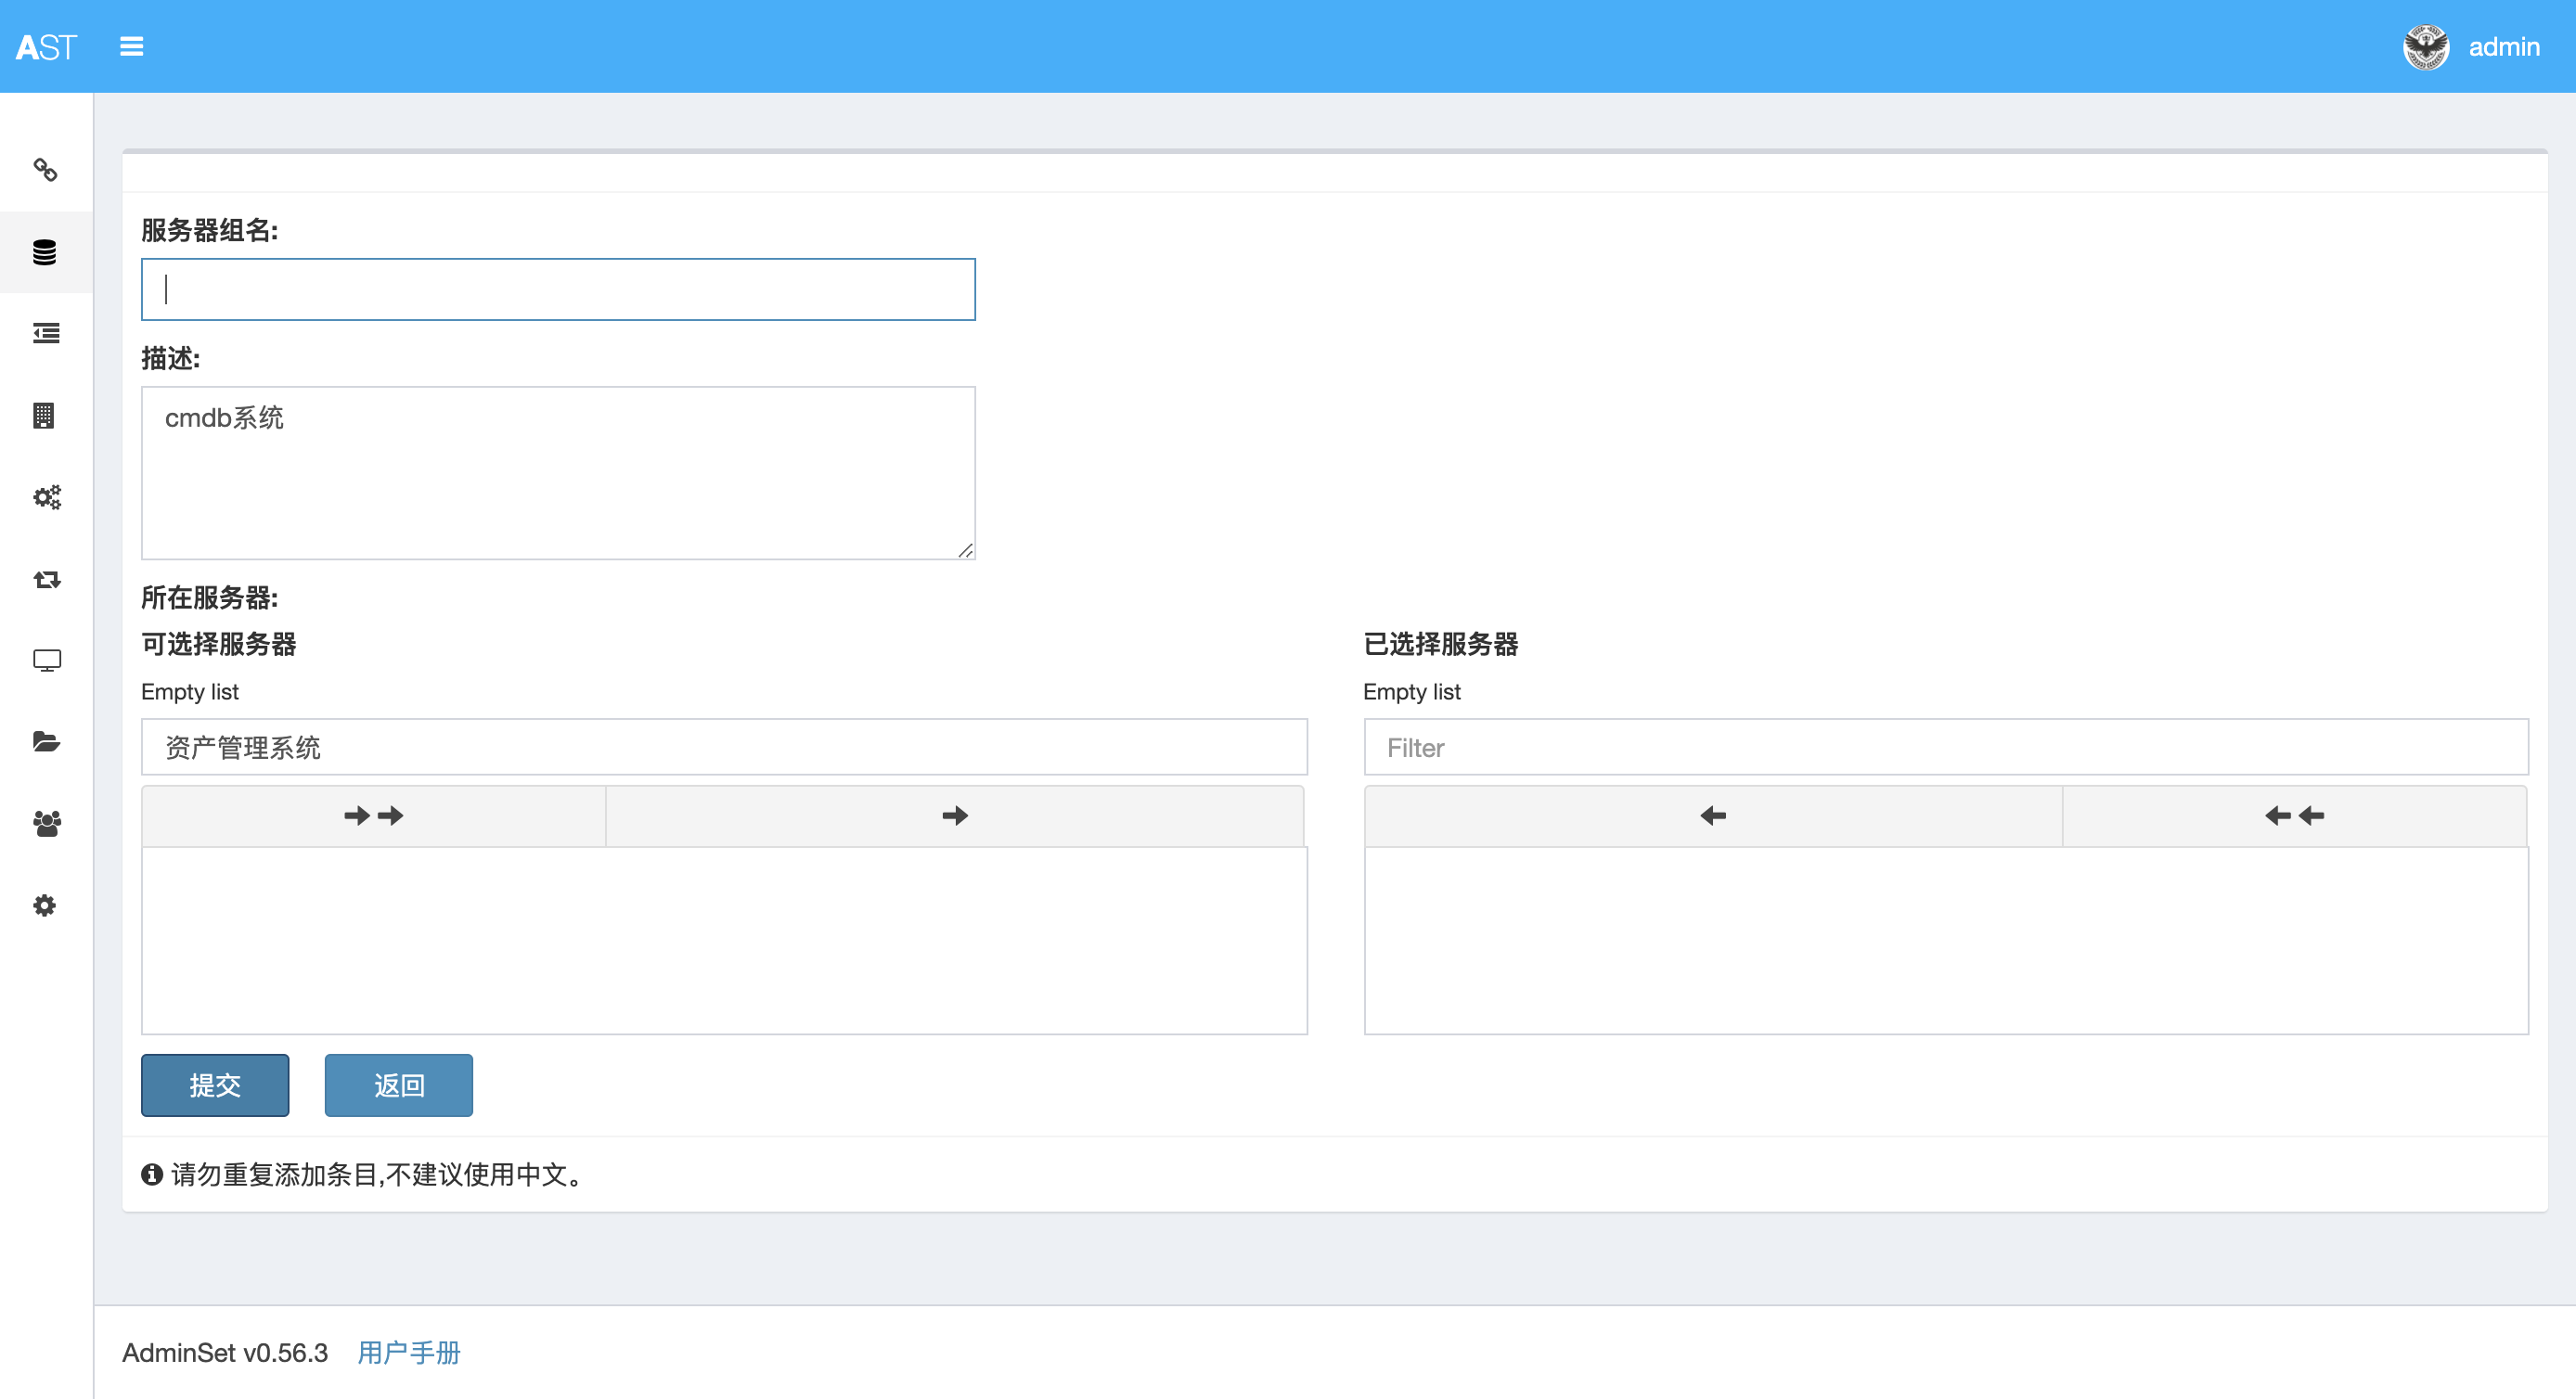 AST
admin
服务器组名:
描述:
cmdb系统
所在服务器:
可选择服务器
已选择服务器
Empty list
Empty list
资产管理系统
Filter
提交
返回
请勿重复添加条目,不建议使用中文。
AdminSet v0.56.3 用户手册